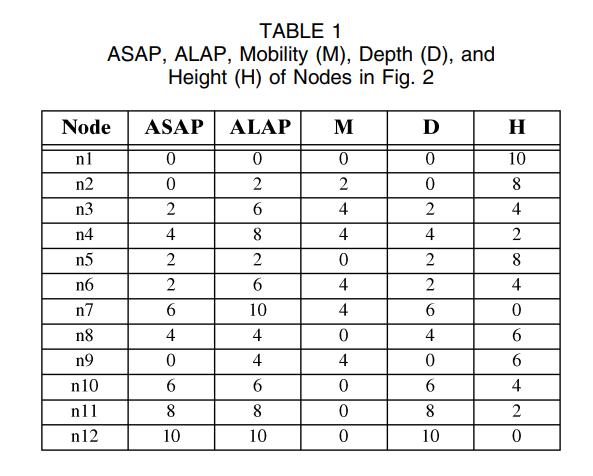 TABLE 1
ASAP, ALAP, Mobility (M), Depth (D), and
Height (H) of Nodes in Fig. 2
Node ASAP ALAP M D H
n1 0 0 0 0 10
n2 0 2 2 0 8
n3 2 6 4 2 4
n4 4 8 4 4 2
n5 2 2 0 2 8
n6 2 6 4 2 4
n7 6 10 4 6 0
n8 4 4 0 4 6
n9 0 4 4 0 6
n10 6 6 0 6 4
n11 8 8 0 8 2
n12 10 10 0 10 0